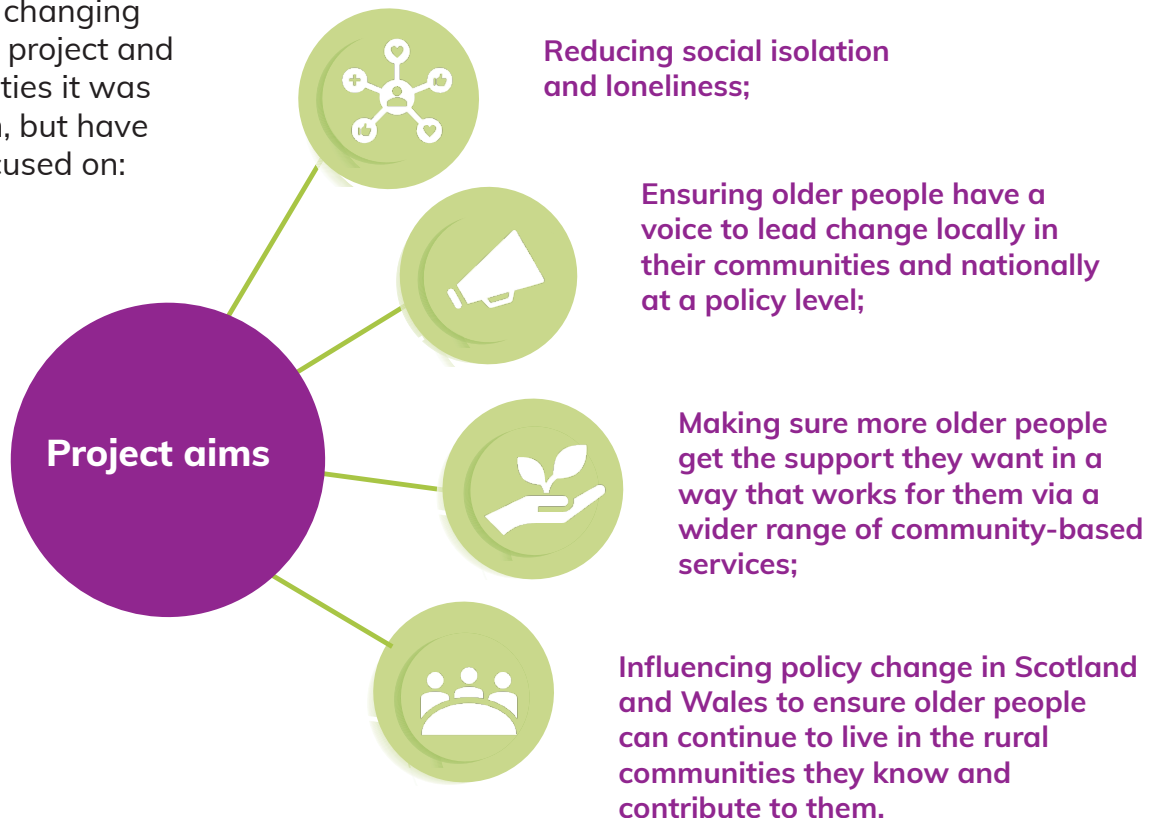 changing
project and
ties it was
, but have
cused on:
Reducing social isolation
and loneliness;
Ensuring older people have a
voice to lead change locally in
their communities and nationally
at a policy level;
Project aims
Making sure more older people
get the support they want in a
way that works for them via a
wider range of community-based
services;
Influencing policy change in Scotland
and Wales to ensure older people
can continue to live in the rural
communities they know and
contribute to them.